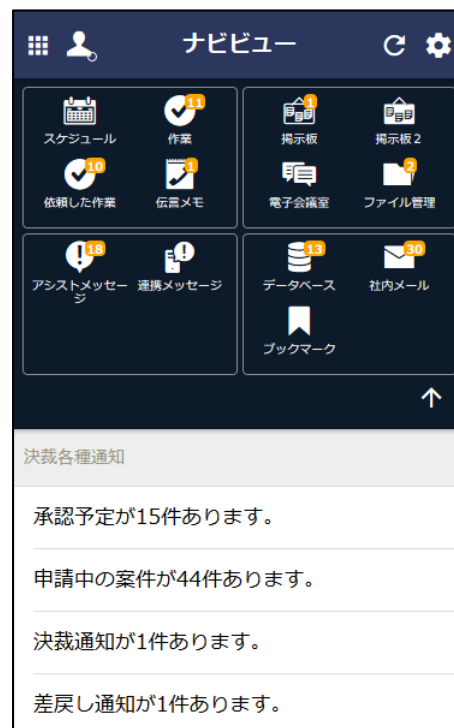 ナビビュー
スケジュール
11
作業
10
依頼した作業
1
伝言メモ
1
掲示板
掲示板２
電子会議室
2
ファイル管理
18
アシストメッセー
ジ
連携メッセージ
13
データベース
30
社内メール
ブックマーク
決裁各種通知
承認予定が15件あります。
申請中の案件が44件あります。
決裁通知が1件あります。
差戻し通知が1件あります。